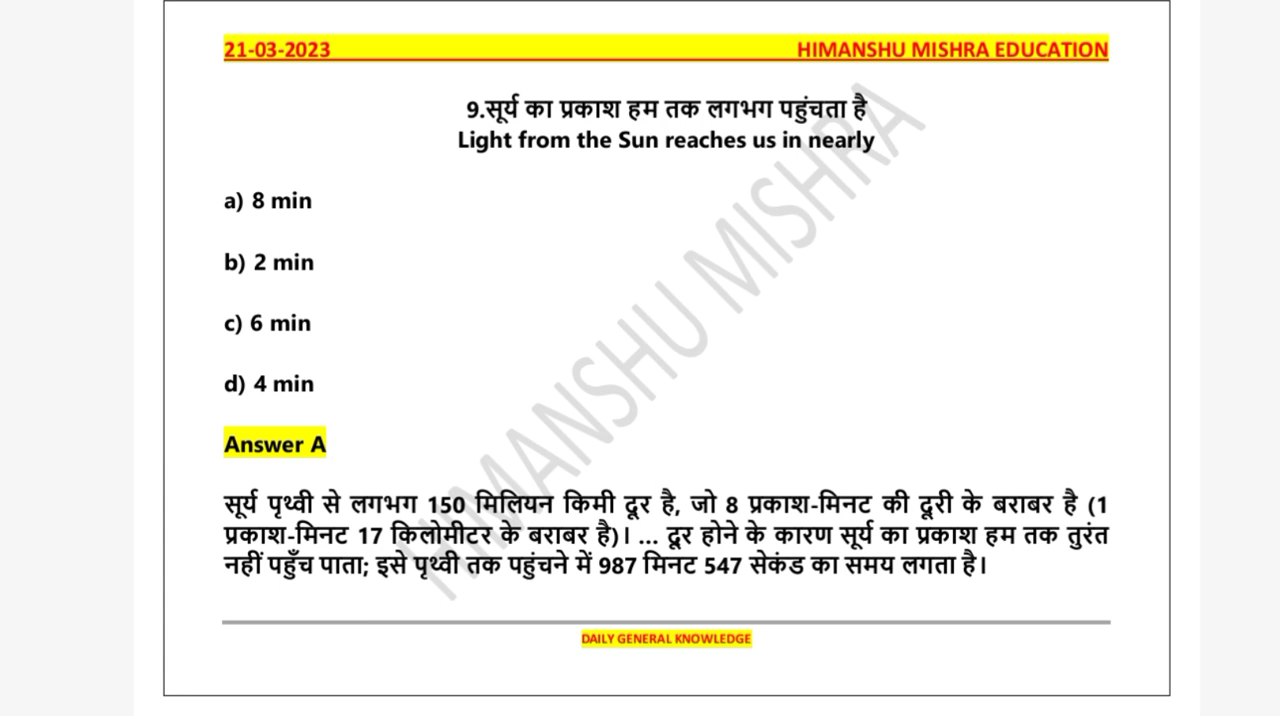 21-03-2023 HIMANSHU MISHRA EDUCATION
9.सूर्य का प्रकाश हम तक लगभग पहुंचता है
Light from the Sun reaches us in nearly
a) 8 min
b) 2 min
c) 6 min
d) 4 min
Answer A
सूर्य पृथ्वी से लगभग 150 मिलियन किमी दूर है, जो 8 प्रकाश-मिनट की दूरी के बराबर है (1
प्रकाश-मिनट 17 किलोमीटर के बराबर है)। ... दूर होने के कारण सूर्य का प्रकाश हम तक तुरंत
नहीं पहुँच पाता; इसे पृथ्वी तक पहुंचने में 987 मिनट 547 सेकंड का समय लगता है।
HIMANSHU MISHRA
DAILY GENERAL KNOWLEDGE